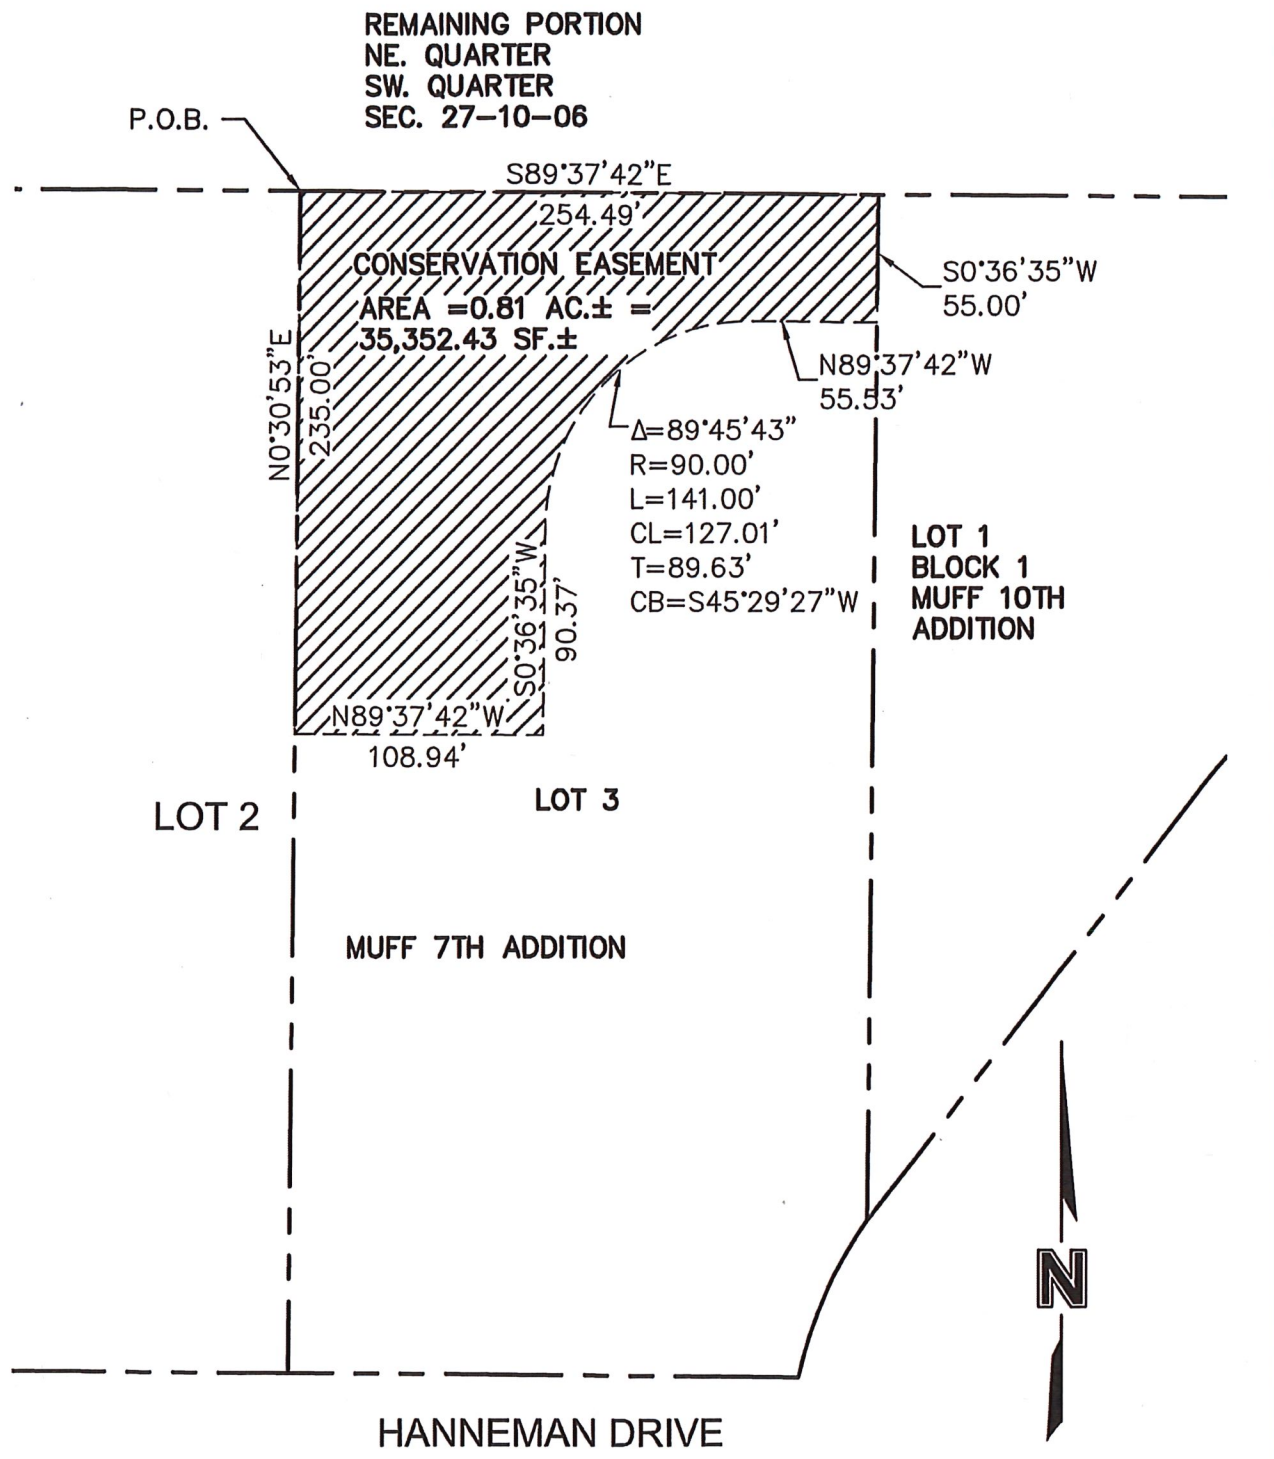 REMAINING PORTION
NE. QUARTER
SW. QUARTER
SEC. 27-10-06
P.O.B.
S89°37'42"E
254.49'
CONSERVATION EASEMENT
AREA =0.81 AC.± =
35,352.43 SF.±
S0°36'35"W
55.00'
N0°30'53"E
235.00'
N89°37'42"W
55.53'
Δ=89°45'43"
R=90.00'
L=141.00'
CL=127.01'
T=89.63'
CB=S45°29'27"W
S0°36'35"W
90.37'
LOT 1
BLOCK 1
MUFF 10TH
ADDITION
N89°37'42"W
108.94'
LOT 2
LOT 3
MUFF 7TH ADDITION
N
HANNEMAN DRIVE